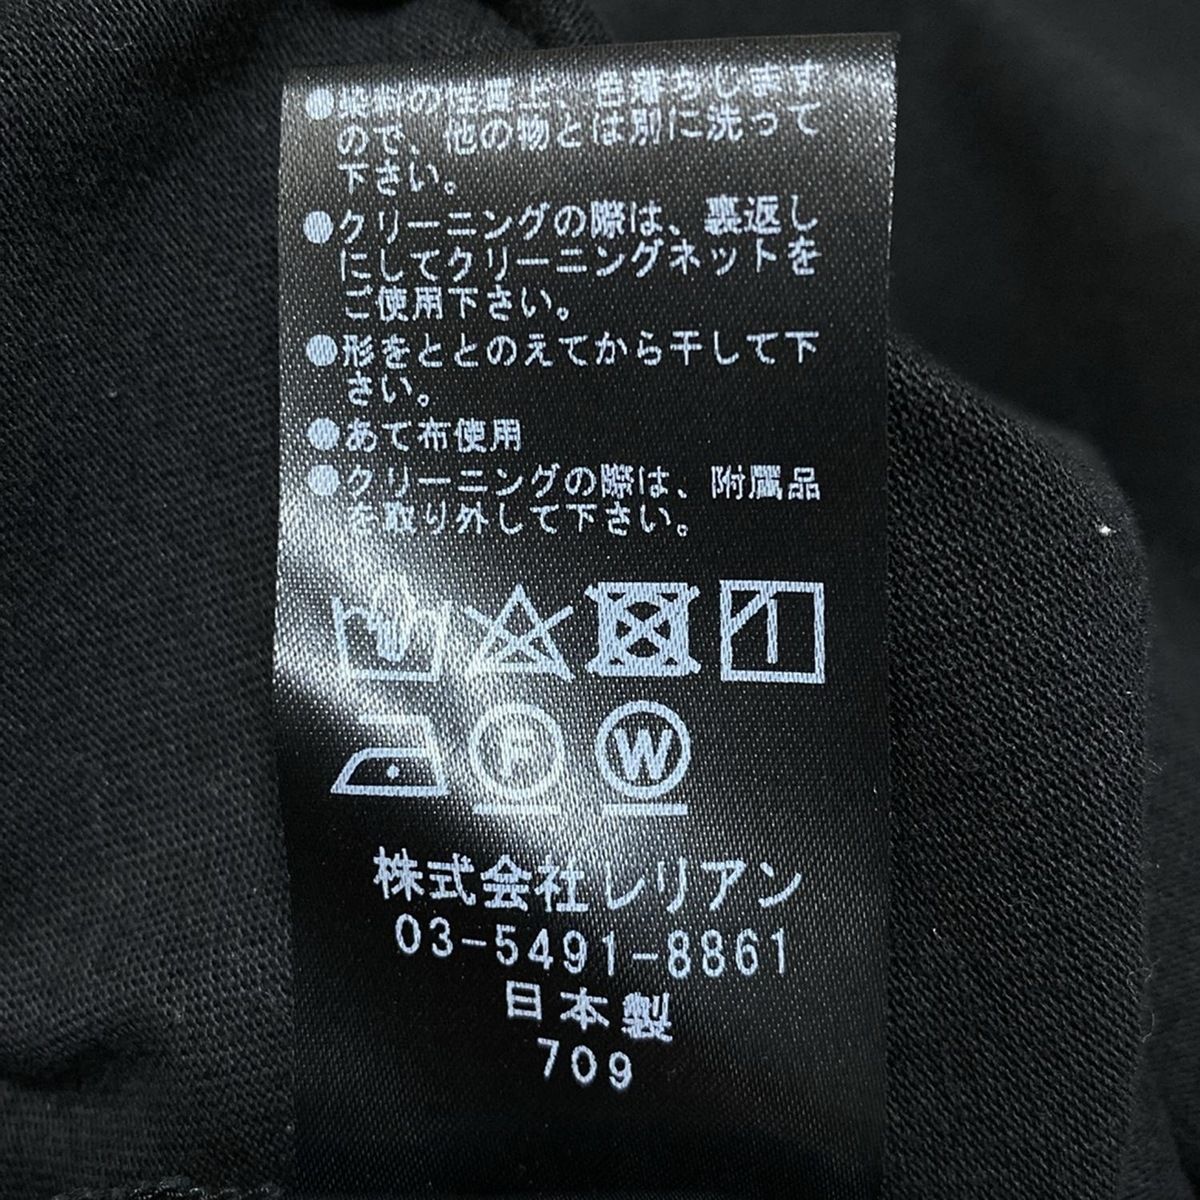 ●染料の性質上、色落ちします
ので、他の物とは別に洗って
下さい。
●クリーニングの際は、裏返し
にしてクリーニングネットを
ご使用下さい。
●形をととのえてから干して下
さい。
●あて布使用
●クリーニングの際は、附属品
を取り外して下さい。
F W
株式会社レリアン
03-5491-8861
日本製
709